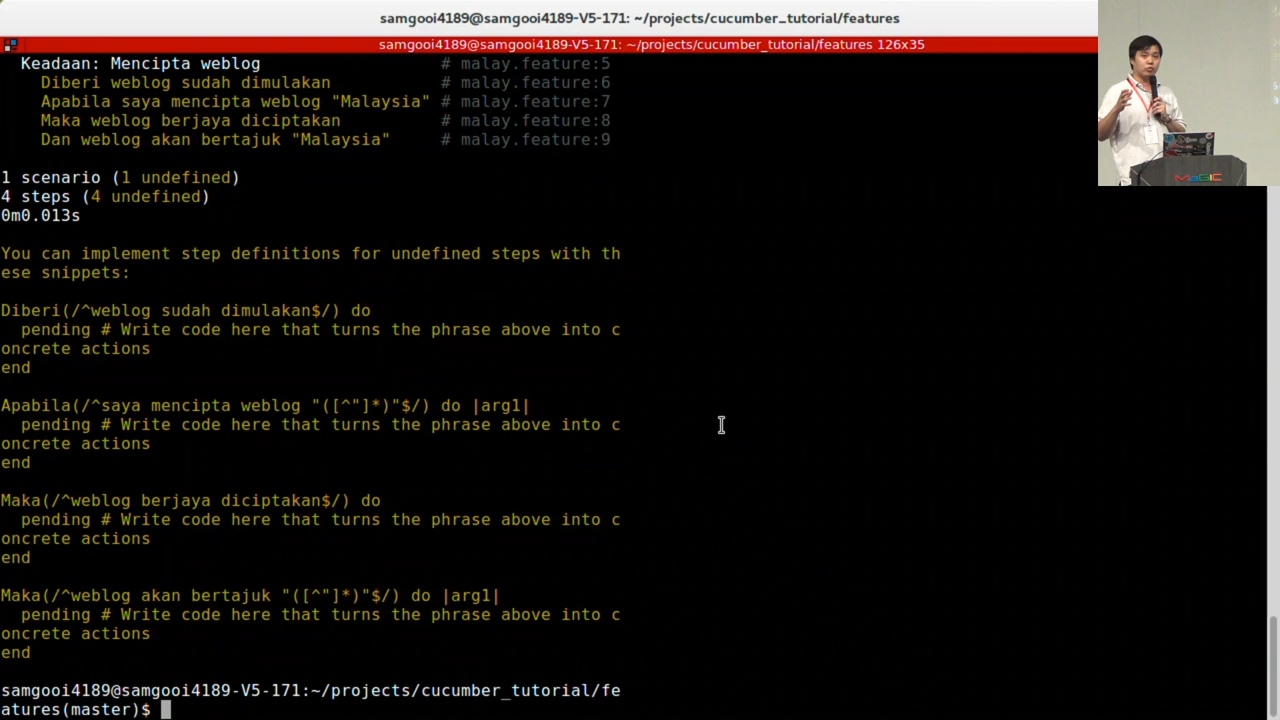 samgooi4189@samgooi4189-V5-171: ~/projects/cucumber_tutorial/features
samgooi4189@samgooi4189-V5-171: ~/projects/cucumber_tutorial/features 126x35
Keadaan: Mencipta weblog # malay.feature:5
Diberi weblog sudah dimulakan # malay.feature:6
Apabila saya mencipta weblog "Malaysia" # malay.feature:7
Maka weblog berjaya diciptakan # malay.feature:8
Dan weblog akan bertajuk "Malaysia" # malay.feature:9
1 scenario (1 undefined)
4 steps (4 undefined)
0m0.013s
You can implement step definitions for undefined steps with th
ese snippets:
Diberi(/^weblog sudah dimulakan$/) do
pending # Write code here that turns the phrase above into c
oncrete actions
end
Apabila(/^saya mencipta weblog "([^"]*)"$/) do |arg1|
pending # Write code here that turns the phrase above into c
oncrete actions
end
Maka(/^weblog berjaya diciptakan$/) do
pending # Write code here that turns the phrase above into c
oncrete actions
end
Maka(/^weblog akan bertajuk "([^"]*)"$/) do |arg1|
pending # Write code here that turns the phrase above into c
oncrete actions
end
samgooi4189@samgooi4189-V5-171:~/projects/cucumber_tutorial/fe
atures(master)$
MaGIC